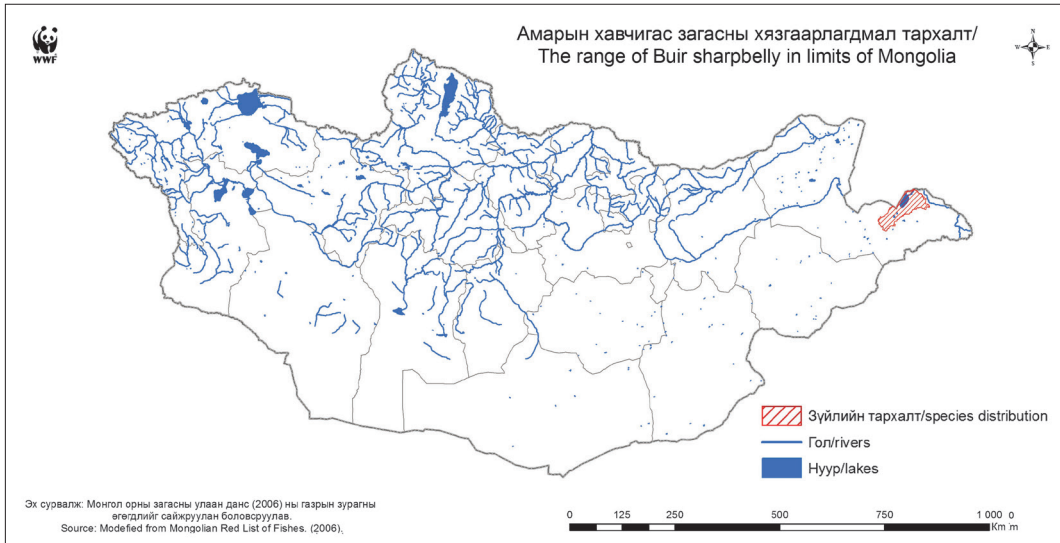 WWF
Амарын хавчигас загасны хязгаарлагдмал тархалт/
The range of Buir sharpbelly in limits of Mongolia
N
W E
S
Зүйлийн тархалт/species distribution
Гол/rivers
Нуур/lakes
Эх сурвалж: Монгол орны загасны улаан данс (2006) ны газрын зурагны
өгөгдлийг сайжруулан боловсруулав.
Source: Modefied from Mongolian Red List of Fishes. (2006).
0 125 250 500 750 1 000
Km